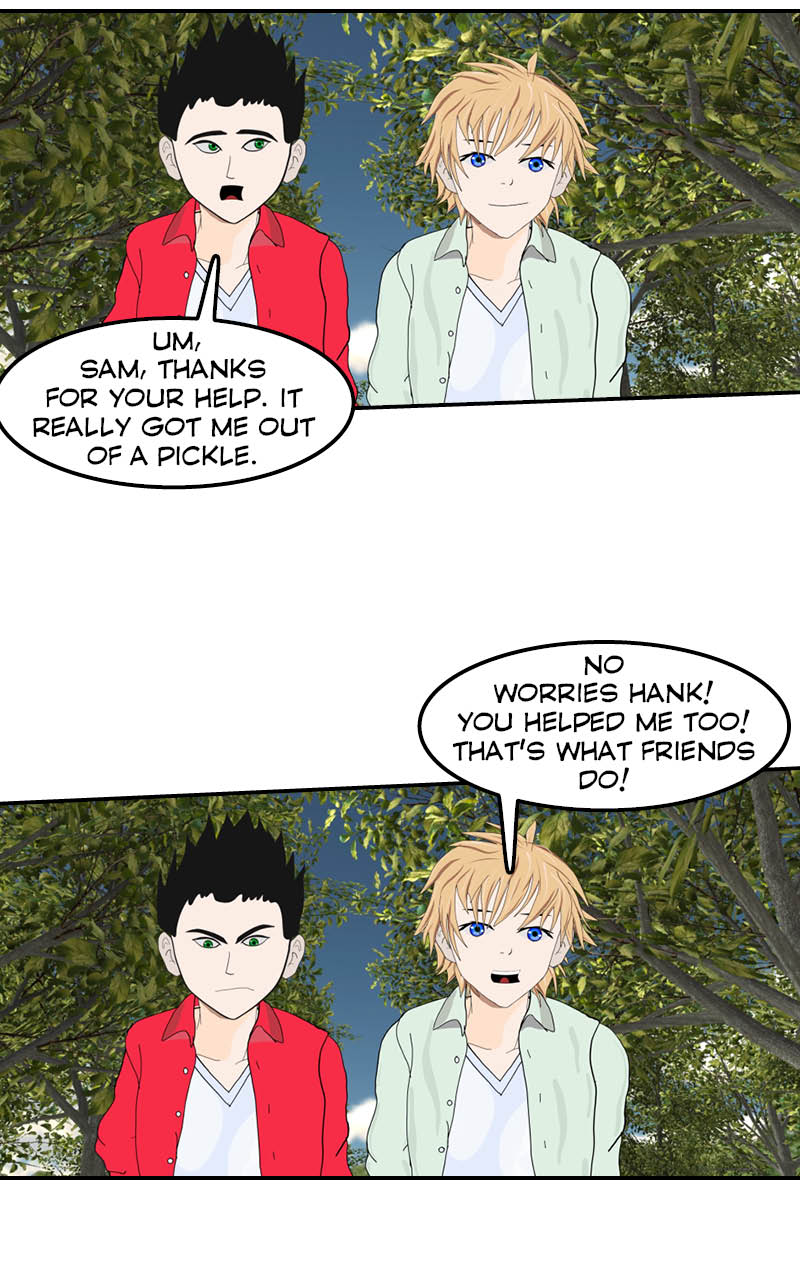 UM,
SAM, THANKS
FOR YOUR HELP. IT
REALLY GOT ME OUT
OF A PICKLE.
NO
WORRIES HANK!
YOU HELPED ME TOO!
THAT'S WHAT FRIENDS
DO!